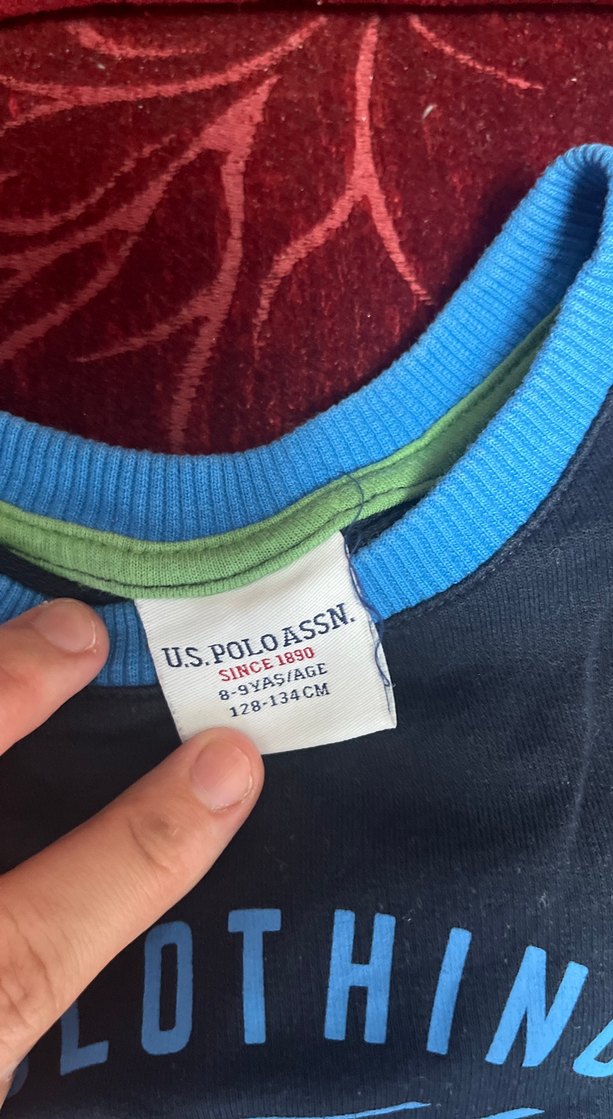 U.S. POLO ASSN.
SINCE 1890
8-9YAŞ/AGE
128-134CM
LOTHIN